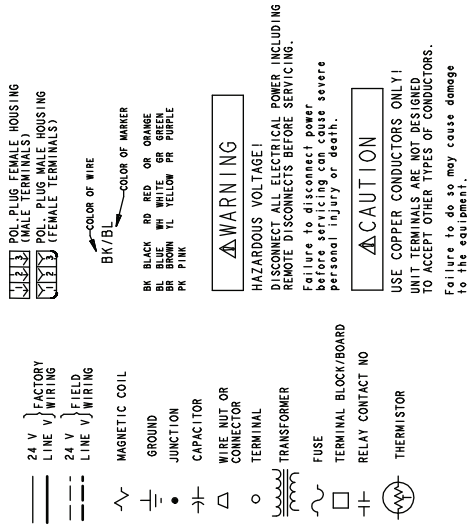 24 V
LINE V
FACTORY
WIRING
24 V
LINE V
FIELD
WIRING
MAGNETIC COIL
GROUND
JUNCTION
CAPACITOR
WIRE NUT OR
CONNECTOR
TERMINAL
TRANSFORMER
FUSE
TERMINAL BLOCK/BOARD
RELAY CONTACT NO
THERMISTOR
1 2 3
POL. PLUG FEMALE HOUSING
(MALE TERMINALS)
1 2 3
POL. PLUG MALE HOUSING
(FEMALE TERMINALS)
COLOR OF WIRE
BK/BL
COLOR OF MARKER
BK BLACK RD RED OR ORANGE
BL BLUE WH WHITE GR GREEN
BR BROWN YL YELLOW PR PURPLE
PK PINK
WARNING
HAZARDOUS VOLTAGE!
DISCONNECT ALL ELECTRICAL POWER INCLUDING
REMOTE DISCONNECTS BEFORE SERVICING.
Failure to disconnect power
before servicing can cause severe
personal injury or death.
CAUTION
USE COPPER CONDUCTORS ONLY!
UNIT TERMINALS ARE NOT DESIGNED
TO ACCEPT OTHER TYPES OF CONDUCTORS.
Failure to do so may cause damage
to the equipment.